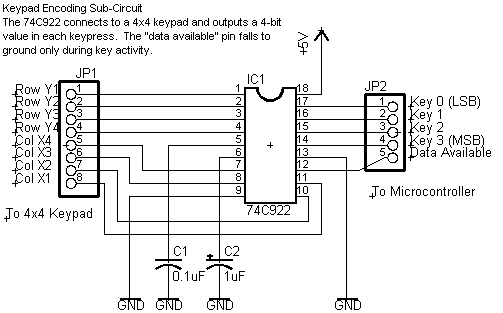 Keypad Encoding Sub-Circuit
The 74C922 connects to a 4x4 keypad and outputs a 4-bit
value in each keypress. The "data available" pin falls to
ground only during key activity.
+5V
JP1
IC1
JP2
Row Y1 1
Row Y2 2
Row Y3 3
Row Y4 4
Col X4 5
Col X3 6
Col X2 7
Col X1 8
1 18
2 17
3 16
4 15
5 14
6 13
7 12
8 11
9 10
1 Key 0 (LSB)
2 Key 1
3 Key 2
4 Key 3 (MSB)
5 Data Available
To 4x4 Keypad
74C922
To Microcontroller
C1
0.1uF
C2
+
1uF
GND
GND
GND
GND